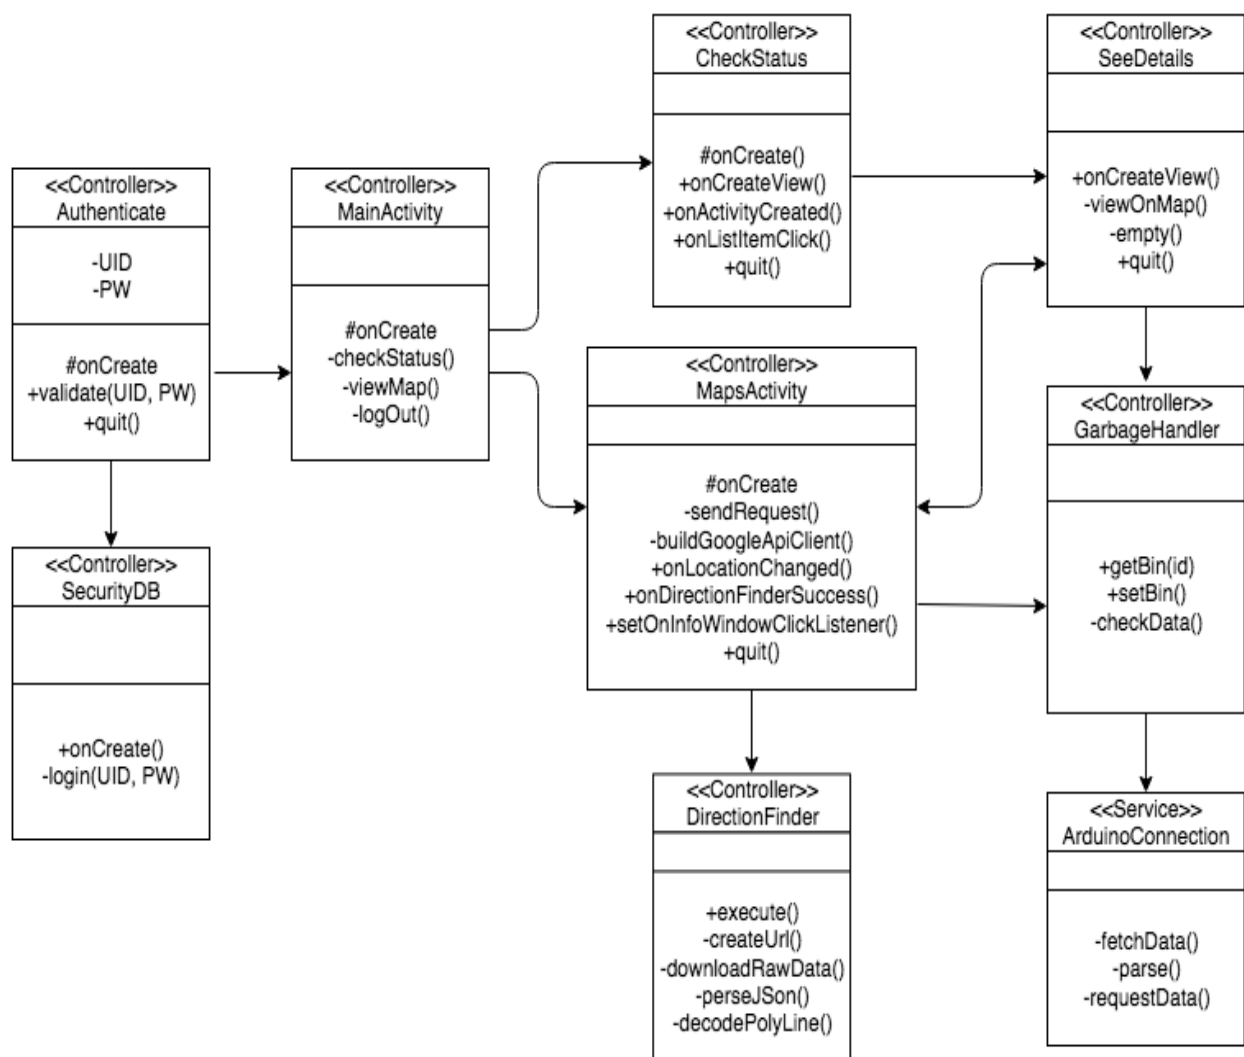 <<Controller>>
CheckStatus
#onCreate()
+onCreateView()
+onActivityCreated()
+onListItemClick()
+quit()
<<Controller>>
SeeDetails
+onCreateView()
-viewOnMap()
-empty()
+quit()
<<Controller>>
Authenticate
-UID
-PW
#onCreate
+validate(UID, PW)
+quit()
<<Controller>>
MainActivity
#onCreate
-checkStatus()
-viewMap()
-logOut()
<<Controller>>
MapsActivity
#onCreate
-sendRequest()
-buildGoogleApiClient()
+onLocationChanged()
+onDirectionFinderSuccess()
+setOnInfoWindowClickListener()
+quit()
<<Controller>>
GarbageHandler
+getBin(id)
+setBin()
-checkData()
<<Controller>>
SecurityDB
+onCreate()
-login(UID, PW)
<<Controller>>
DirectionFinder
+execute()
-createUrl()
-downloadRawData()
-perseJSon()
-decodePolyLine()
<<Service>>
ArduinoConnection
-fetchData()
-parse()
-requestData()